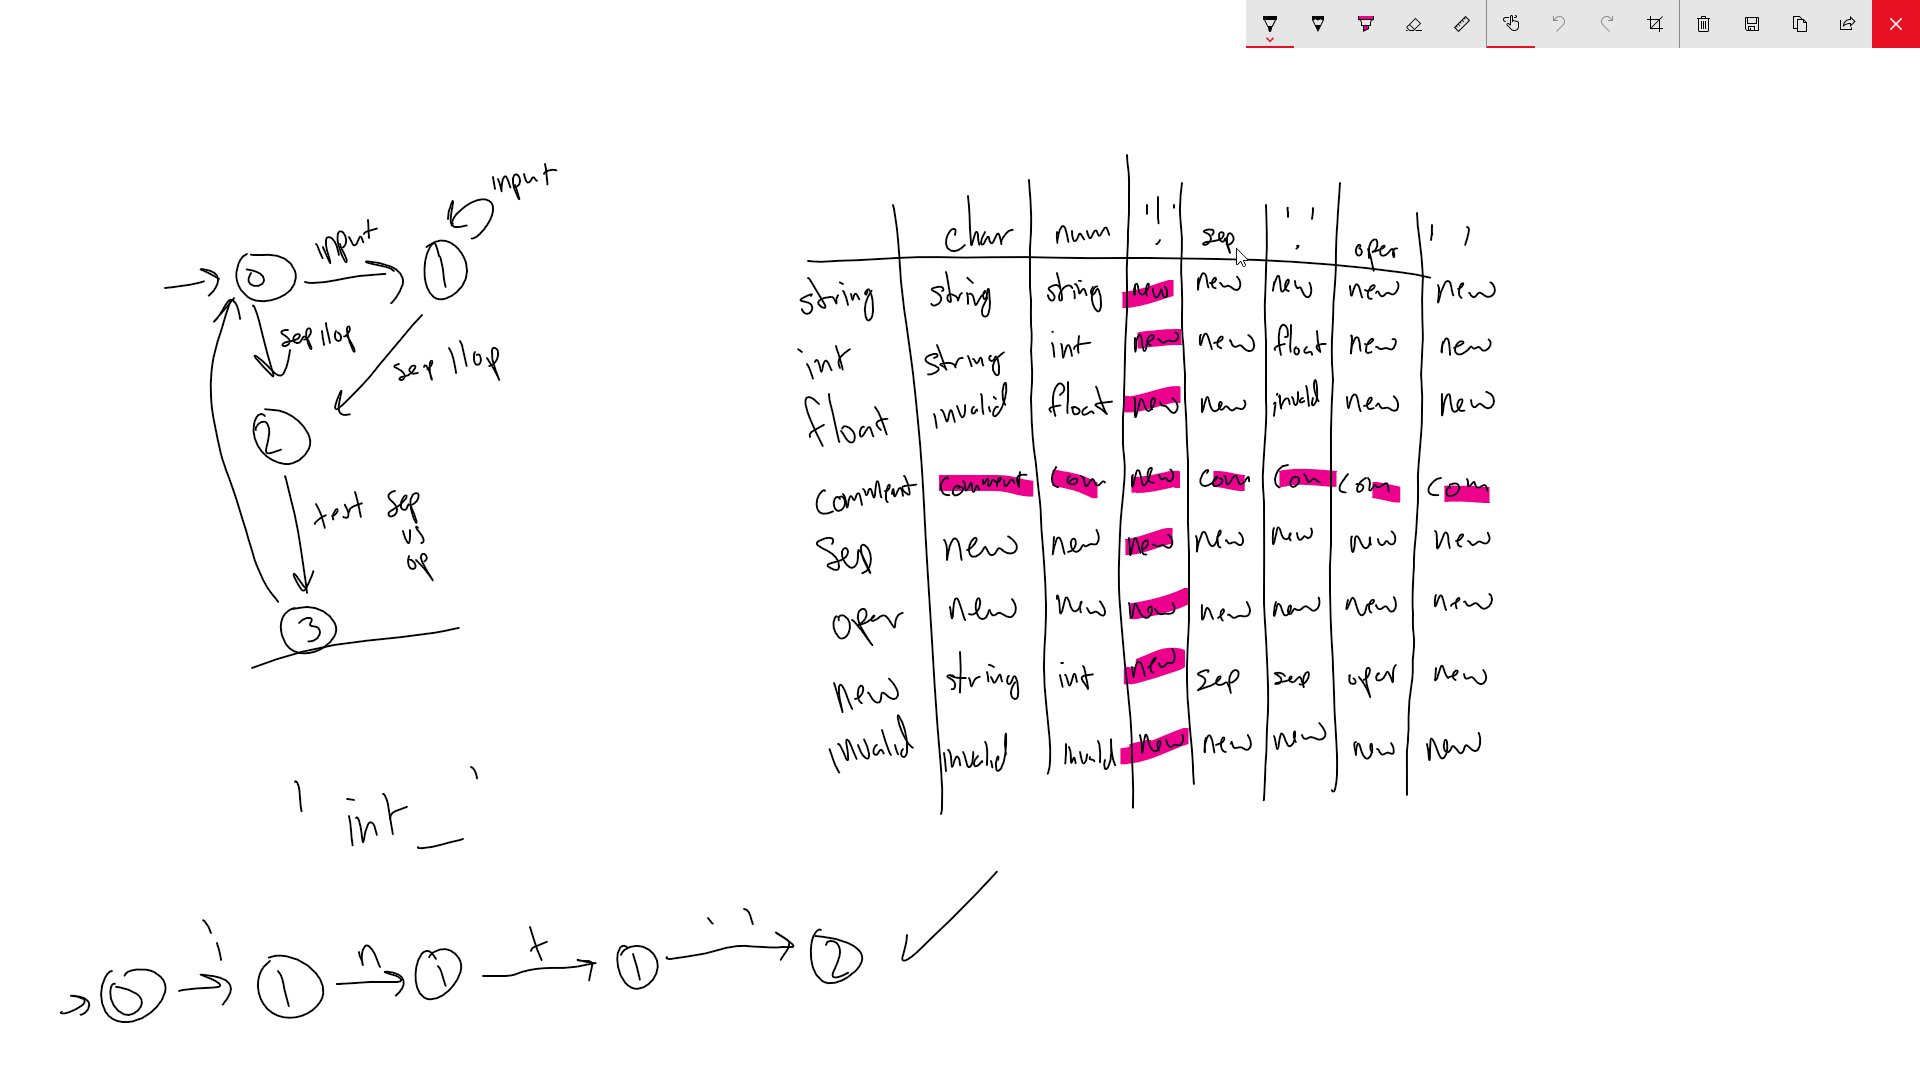 input
input
0
1
sep ||op
sep ||op
2
test sep
vs
op
3
char num '!' sep '.' oper ' '
string string string new new new new new
int string int new new float new new
float invalid float new new invalid new new
comment comment com new com com com com
sep new new new new new new new
oper new new new new new new new
new string int new sep sep oper new
invalid invalid invalid new new new new new
' int_ '
i n t ' '
0 1 1 1 2